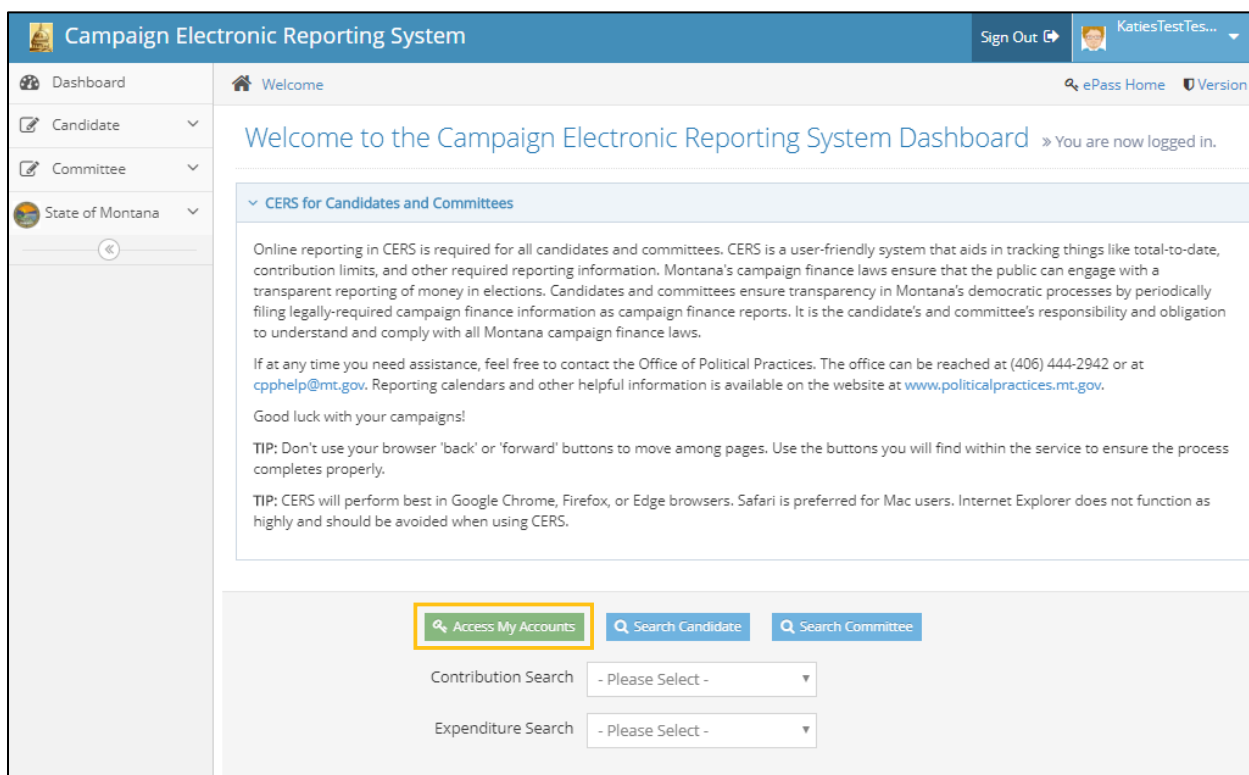 Campaign Electronic Reporting System
Sign Out
KatiesTestTes...
Dashboard
Candidate
Committee
State of Montana
Welcome
ePass Home
Version
Welcome to the Campaign Electronic Reporting System Dashboard » You are now logged in.
CERS for Candidates and Committees
Online reporting in CERS is required for all candidates and committees. CERS is a user-friendly system that aids in tracking things like total-to-date,
contribution limits, and other required reporting information. Montana's campaign finance laws ensure that the public can engage with a
transparent reporting of money in elections. Candidates and committees ensure transparency in Montana's democratic processes by periodically
filing legally-required campaign finance information as campaign finance reports. It is the candidate's and committee's responsibility and obligation
to understand and comply with all Montana campaign finance laws.
If at any time you need assistance, feel free to contact the Office of Political Practices. The office can be reached at (406) 444-2942 or at
cpphelp@mt.gov. Reporting calendars and other helpful information is available on the website at www.politicalpractices.mt.gov.
Good luck with your campaigns!
TIP: Don't use your browser 'back' or 'forward' buttons to move among pages. Use the buttons you will find within the service to ensure the process
completes properly.
TIP: CERS will perform best in Google Chrome, Firefox, or Edge browsers. Safari is preferred for Mac users. Internet Explorer does not function as
highly and should be avoided when using CERS.
Access My Accounts
Search Candidate
Search Committee
Contribution Search
- Please Select -
Expenditure Search
- Please Select -